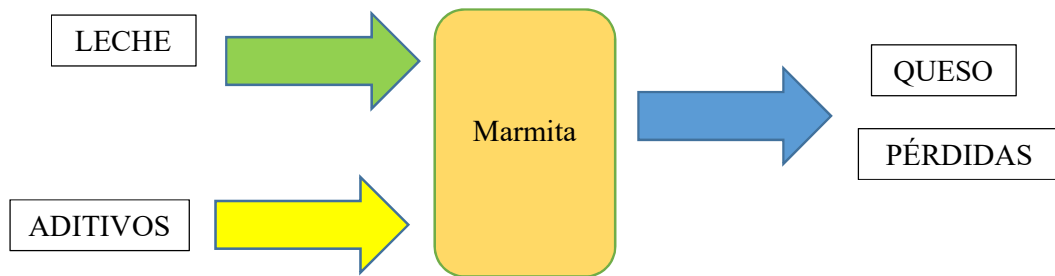 LECHE
ADITIVOS
Marmita
QUESO
PÉRDIDAS